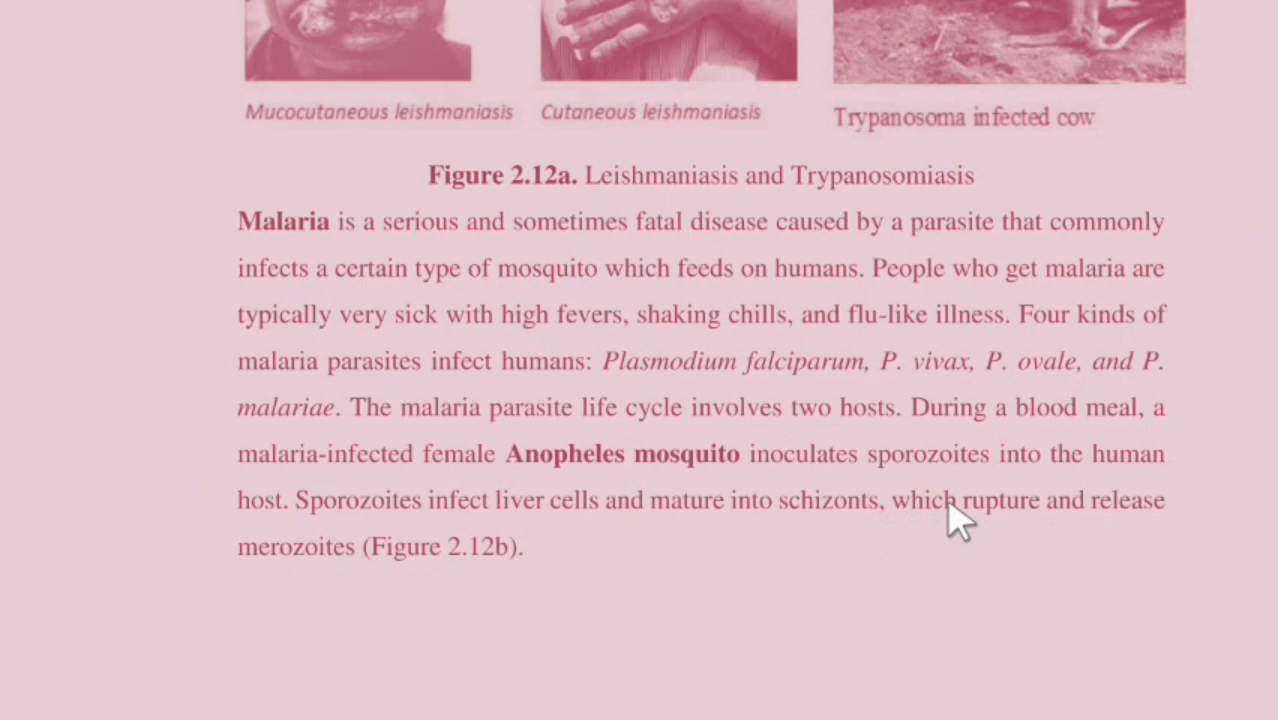 Mucocutaneous leishmaniasis Cutaneous leishmaniasis Trypanosoma infected cow
Figure 2.12a. Leishmaniasis and Trypanosomiasis
Malaria is a serious and sometimes fatal disease caused by a parasite that commonly
infects a certain type of mosquito which feeds on humans. People who get malaria are
typically very sick with high fevers, shaking chills, and flu-like illness. Four kinds of
malaria parasites infect humans: Plasmodium falciparum, P. vivax, P. ovale, and P.
malariae. The malaria parasite life cycle involves two hosts. During a blood meal, a
malaria-infected female Anopheles mosquito inoculates sporozoites into the human
host. Sporozoites infect liver cells and mature into schizonts, which rupture and release
merozoites (Figure 2.12b).